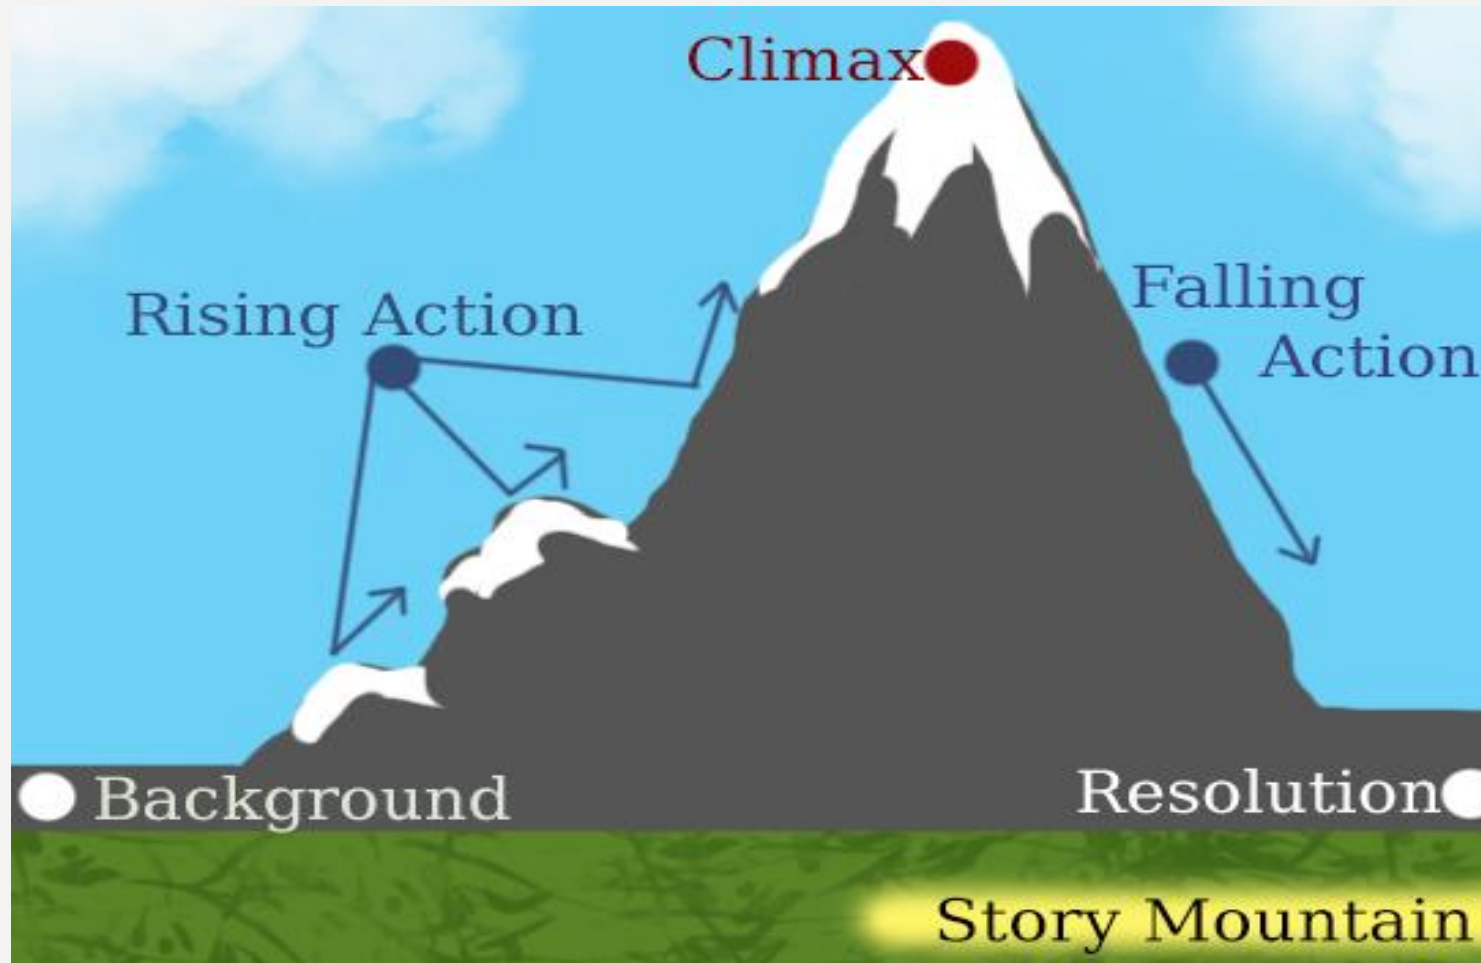 Climax
Rising Action
Falling
Action
Background
Resolution
Story Mountain